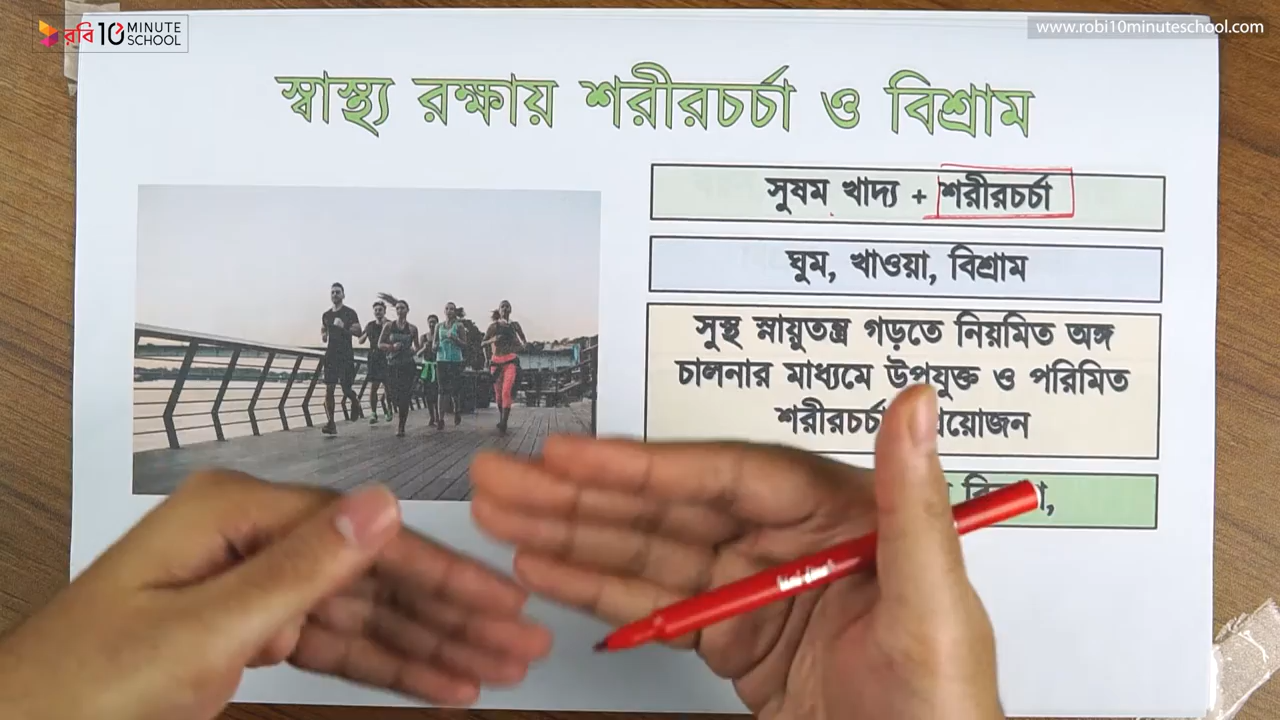 রবি 10 MINUTE SCHOOL
www.robi10minuteschool.com
স্বাস্থ্য রক্ষায় শরীরচর্চা ও বিশ্রাম
সুষম খাদ্য + শরীরচর্চা
ঘুম, খাওয়া, বিশ্রাম
সুস্থ স্নায়ুতন্ত্র গড়তে নিয়মিত অঙ্গ
চালনার মাধ্যমে উপযুক্ত ও পরিমিত